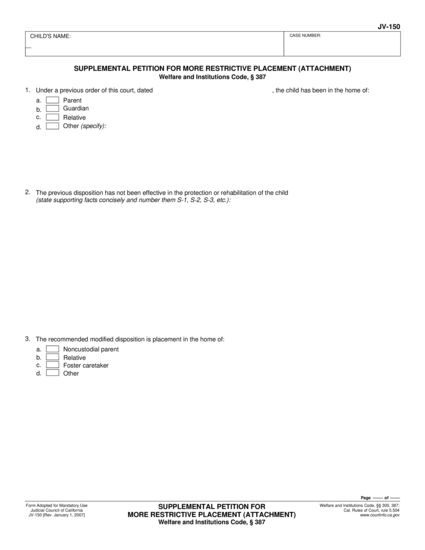 JV-150
CHILD'S NAME:
CASE NUMBER:
SUPPLEMENTAL PETITION FOR MORE RESTRICTIVE PLACEMENT (ATTACHMENT)
Welfare and Institutions Code, § 387
1. Under a previous order of this court, dated , the child has been in the home of:
a. Parent
b. Guardian
c. Relative
d. Other (specify):
2. The previous disposition has not been effective in the protection or rehabilitation of the child
(state supporting facts concisely and number them S-1, S-2, S-3, etc.):
3. The recommended modified disposition is placement in the home of:
a. Noncustodial parent
b. Relative
c. Foster caretaker
d. Other
Page ------ of ------
Form Adopted for Mandatory Use
Judicial Council of California
JV-150 [Rev. January 1, 2007]
SUPPLEMENTAL PETITION FOR
MORE RESTRICTIVE PLACEMENT (ATTACHMENT)
Welfare and Institutions Code, § 387
Welfare and Institutions Code, §§ 300, 387;
Cal. Rules of Court, rule 5.504
www.courtinfo.ca.gov